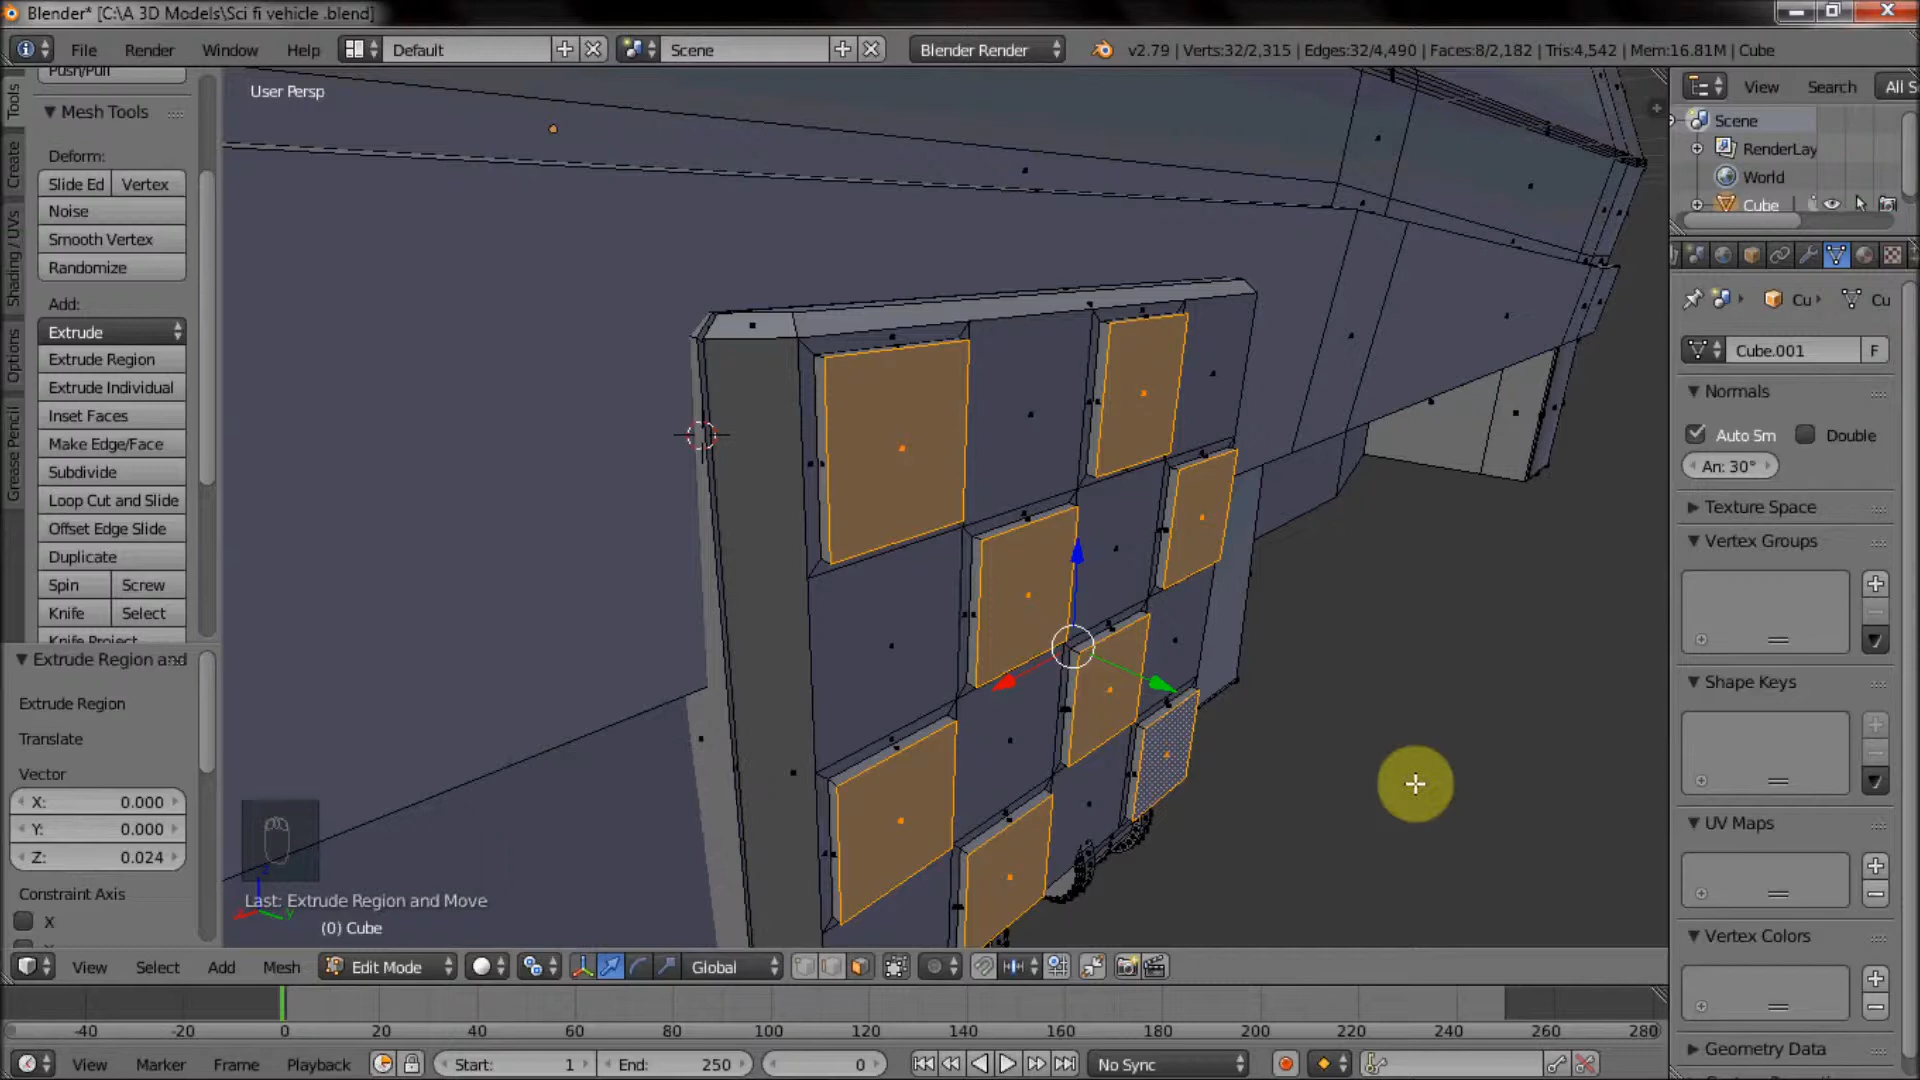 Blender* [C:\A 3D Models\Sci fi vehicle .blend]
File Render Window Help Default Scene Blender Render v2.79 | Verts:32/2,315 | Edges:32/4,490 | Faces:8/2,182 | Tris:4,542 | Mem:16.81M | Cube
Push/Pull
Mesh Tools
Deform:
Slide Ed Vertex
Noise
Smooth Vertex
Randomize
Add:
Extrude
Extrude Region
Extrude Individual
Inset Faces
Make Edge/Face
Subdivide
Loop Cut and Slide
Offset Edge Slide
Duplicate
Spin Screw
Knife Select
Knife Project
Tools
Create
Shading / UVs
Options
Grease Pencil
Extrude Region and
Extrude Region
Translate
Vector
X: 0.000
Y: 0.000
Z: 0.024
Constraint Axis
X
User Persp
Last: Extrude Region and Move
(0) Cube
View Search All S
Scene
RenderLay
World
Cube
Cu Cu
Cube.001 F
Normals
Auto Sm Double
An: 30°
Texture Space
Vertex Groups
Shape Keys
UV Maps
Vertex Colors
Geometry Data
View Select Add Mesh Edit Mode Global
-40 -20 0 20 40 60 80 100 120 140 160 180 200 220 240 260 280
View Marker Frame Playback Start: 1 End: 250 0 No Sync